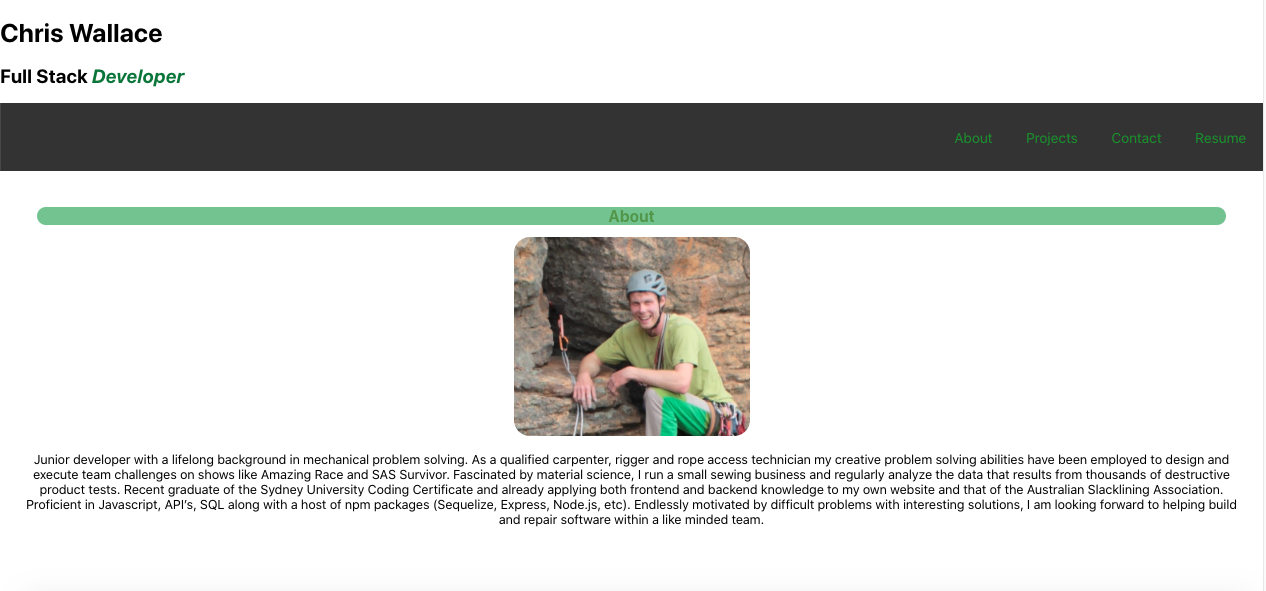 Chris Wallace
Full Stack Developer
About Projects Contact Resume
About
Junior developer with a lifelong background in mechanical problem solving. As a qualified carpenter, rigger and rope access technician my creative problem solving abilities have been employed to design and
execute team challenges on shows like Amazing Race and SAS Survivor. Fascinated by material science, I run a small sewing business and regularly analyze the data that results from thousands of destructive
product tests. Recent graduate of the Sydney University Coding Certificate and already applying both frontend and backend knowledge to my own website and that of the Australian Slacklining Association.
Proficient in Javascript, API's, SQL along with a host of npm packages (Sequelize, Express, Node.js, etc). Endlessly motivated by difficult problems with interesting solutions, I am looking forward to helping build
and repair software within a like minded team.